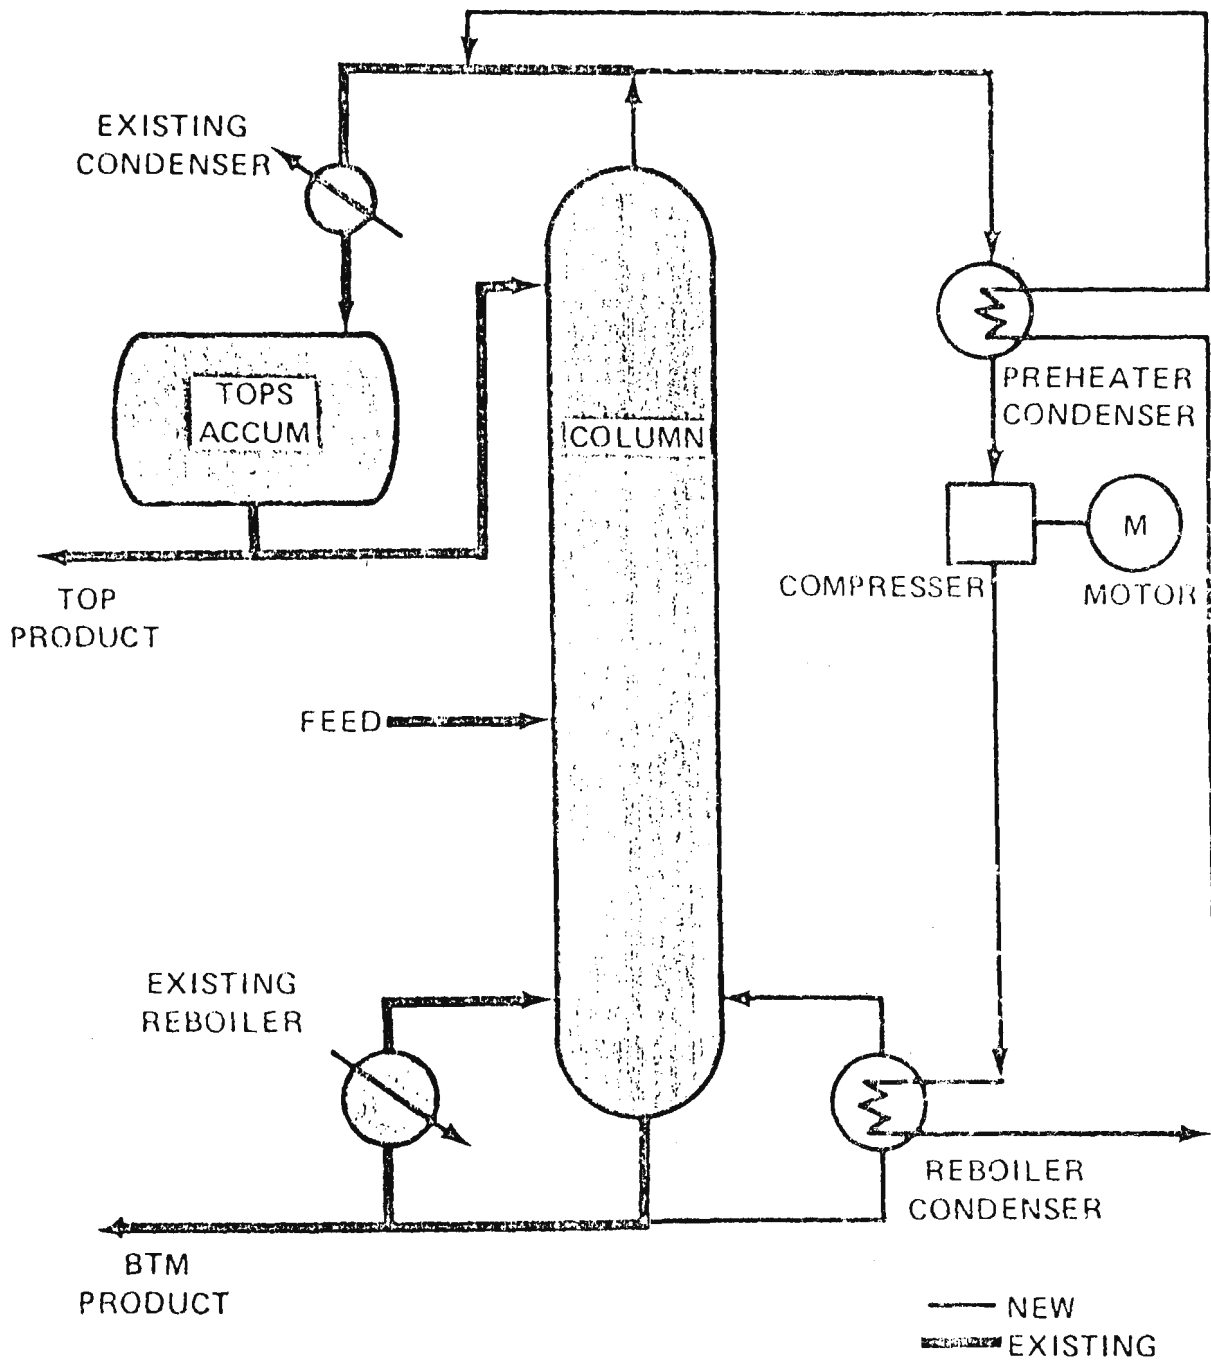 EXISTING
CONDENSER
TOPS
ACCUM
COLUMN
PREHEATER
CONDENSER
M
COMPRESSER
MOTOR
TOP
PRODUCT
FEED
EXISTING
REBOILER
REBOILER
CONDENSER
BTM
PRODUCT
NEW
EXISTING